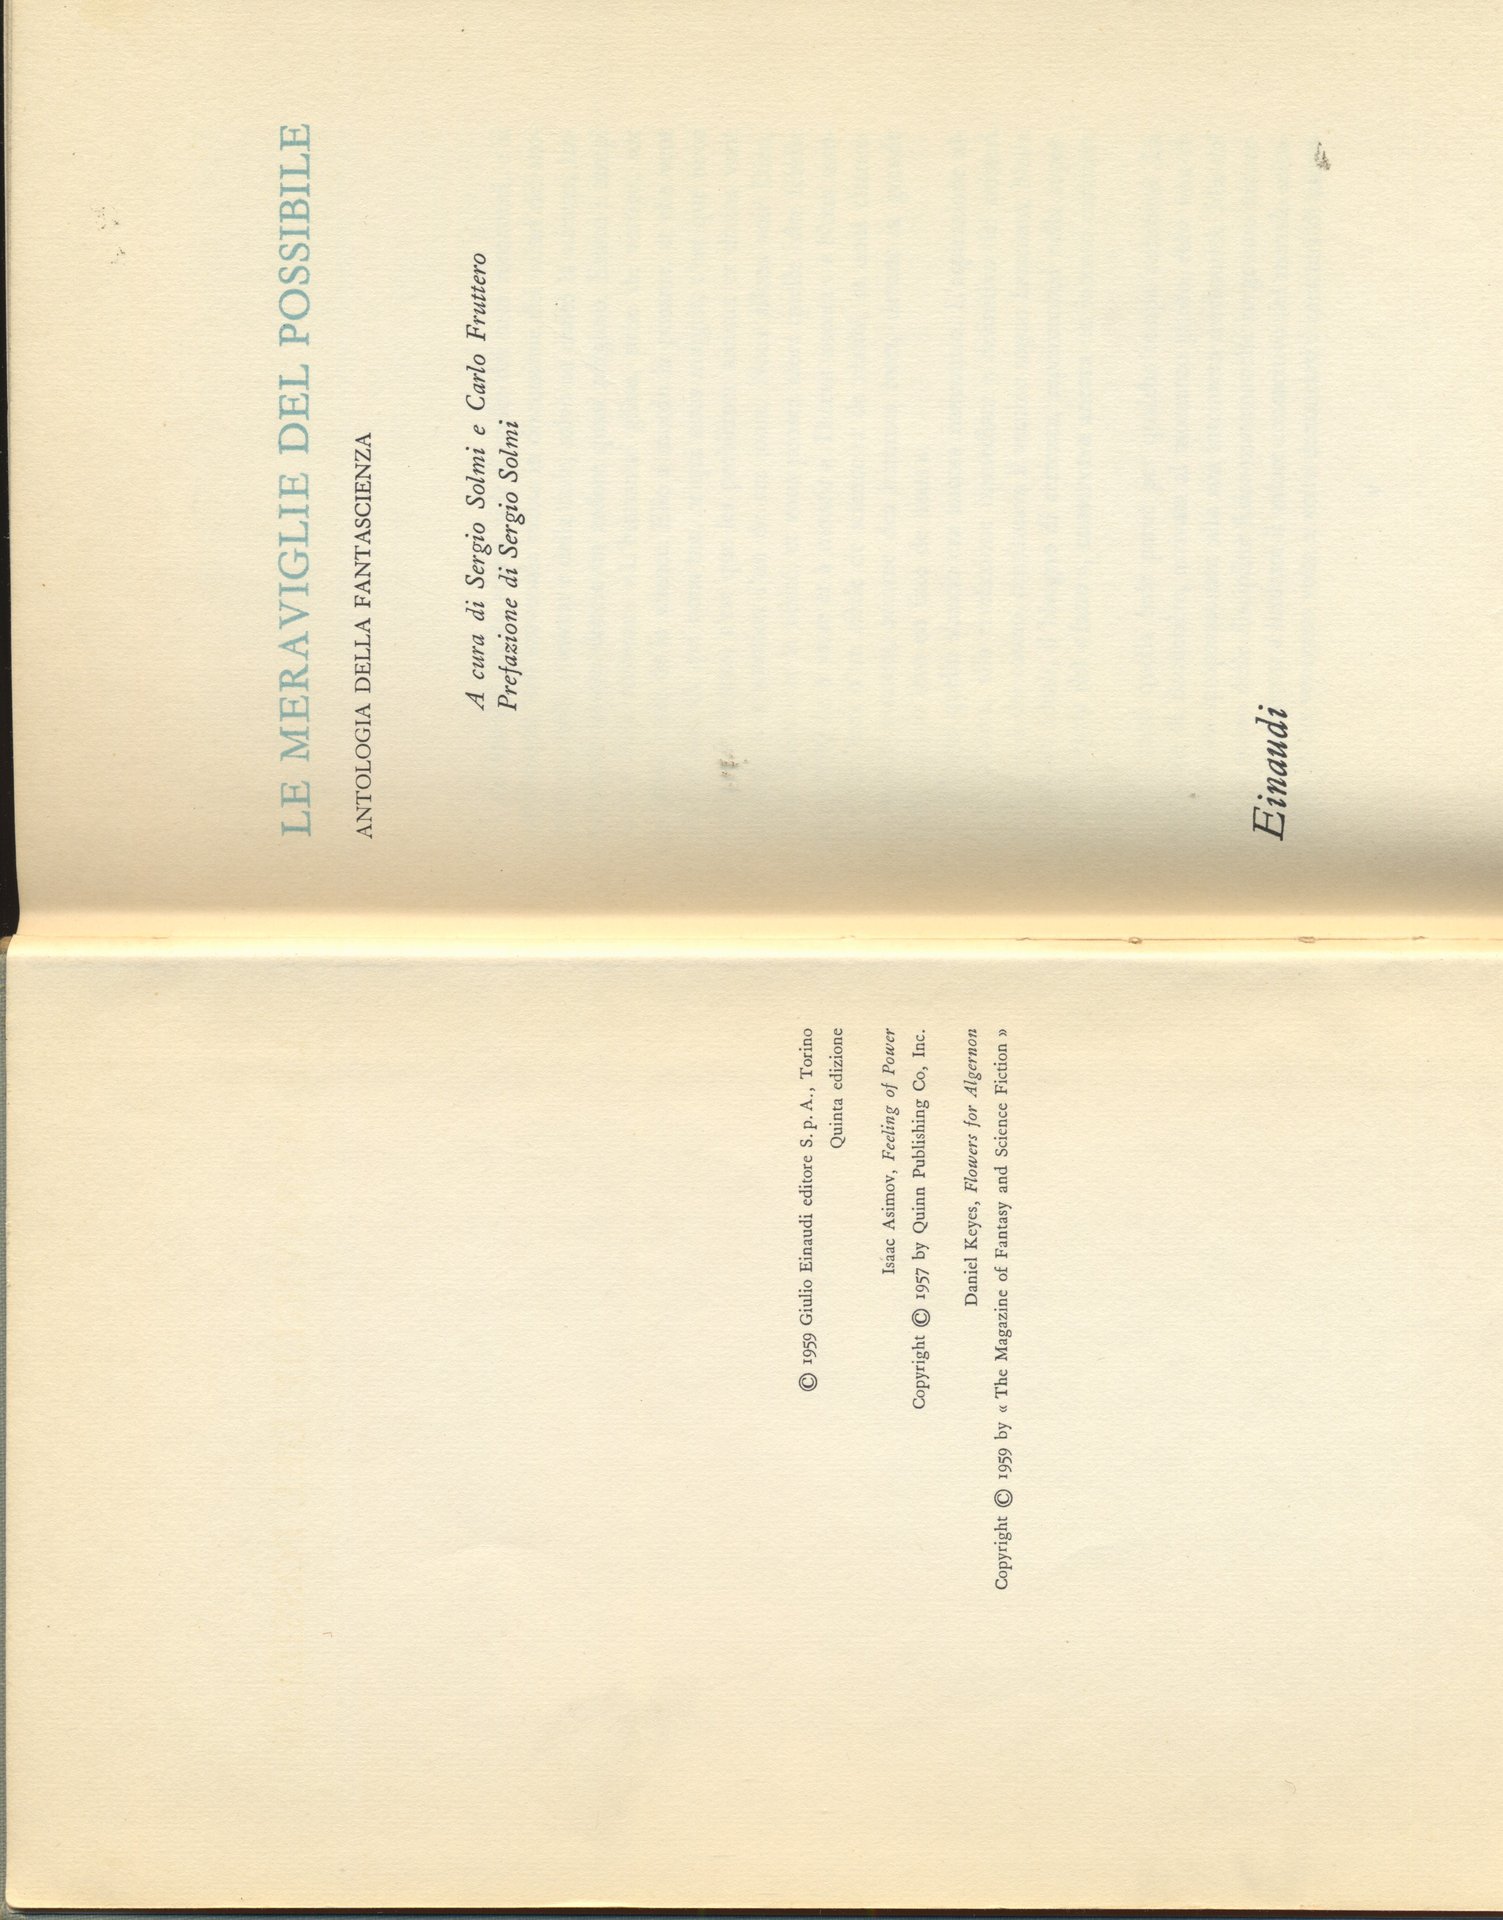 © 1959 Giulio Einaudi editore S. p. A., Torino
Quinta edizione
Isaac Asimov, Feeling of Power
Copyright © 1957 by Quinn Publishing Co, Inc.
Daniel Keyes, Flowers for Algernon
Copyright © 1959 by « The Magazine of Fantasy and Science Fiction »
LE MERAVIGLIE DEL POSSIBILE
ANTOLOGIA DELLA FANTASCIENZA
A cura di Sergio Solmi e Carlo Fruttero
Prefazione di Sergio Solmi
Einaudi